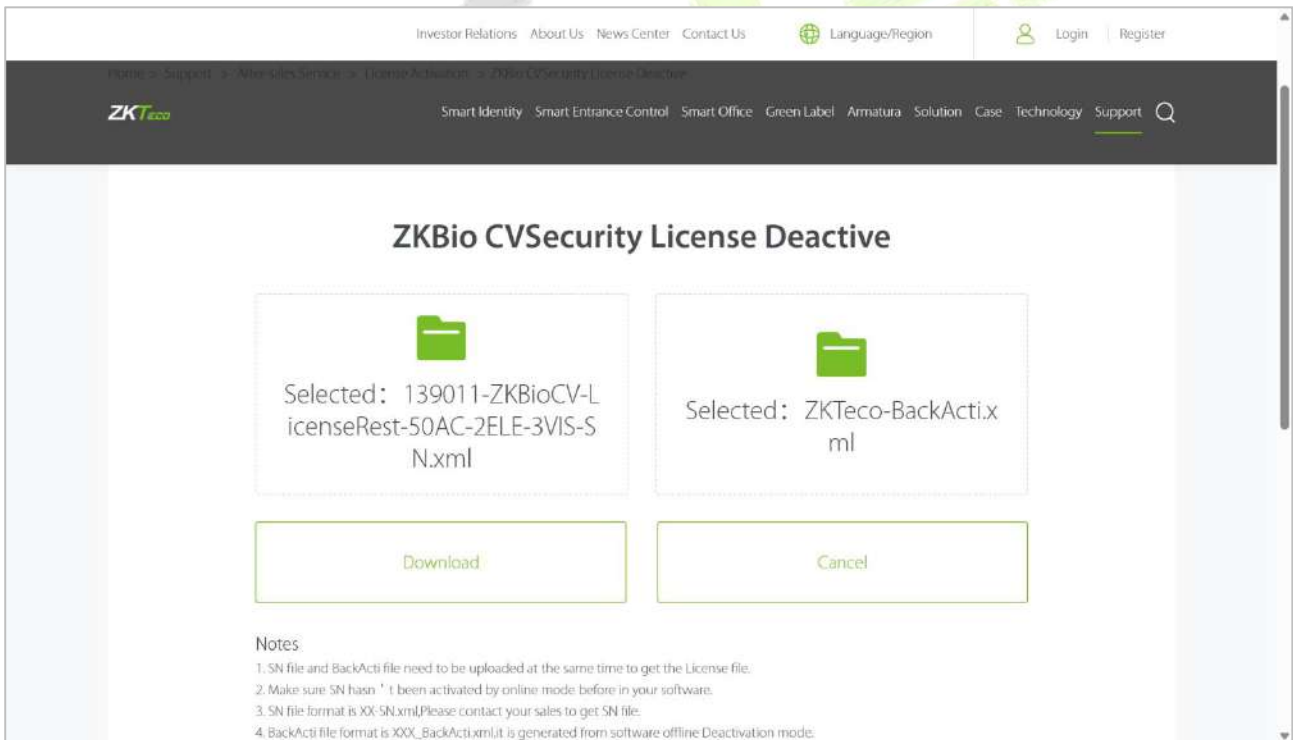 Investor Relations About Us News Center Contact Us Language/Region Login Register
Home > Support > After-sales Service > License Activation > ZKBio CVSecurity License Deactive
ZKTeco Smart Identity Smart Entrance Control Smart Office Green Label Armatura Solution Case Technology Support
ZKBio CVSecurity License Deactive
Selected： 139011-ZKBioCV-L
icenseRest-50AC-2ELE-3VIS-S
N.xml
Selected： ZKTeco-BackActi.x
ml
Download Cancel
Notes
1. SN file and BackActi file need to be uploaded at the same time to get the License file.
2. Make sure SN hasn ' t been activated by online mode before in your software.
3. SN file format is XX-SN.xml,Please contact your sales to get SN file.
4. BackActi file format is XXX_BackActi.xml,it is generated from software offline Deactivation mode.